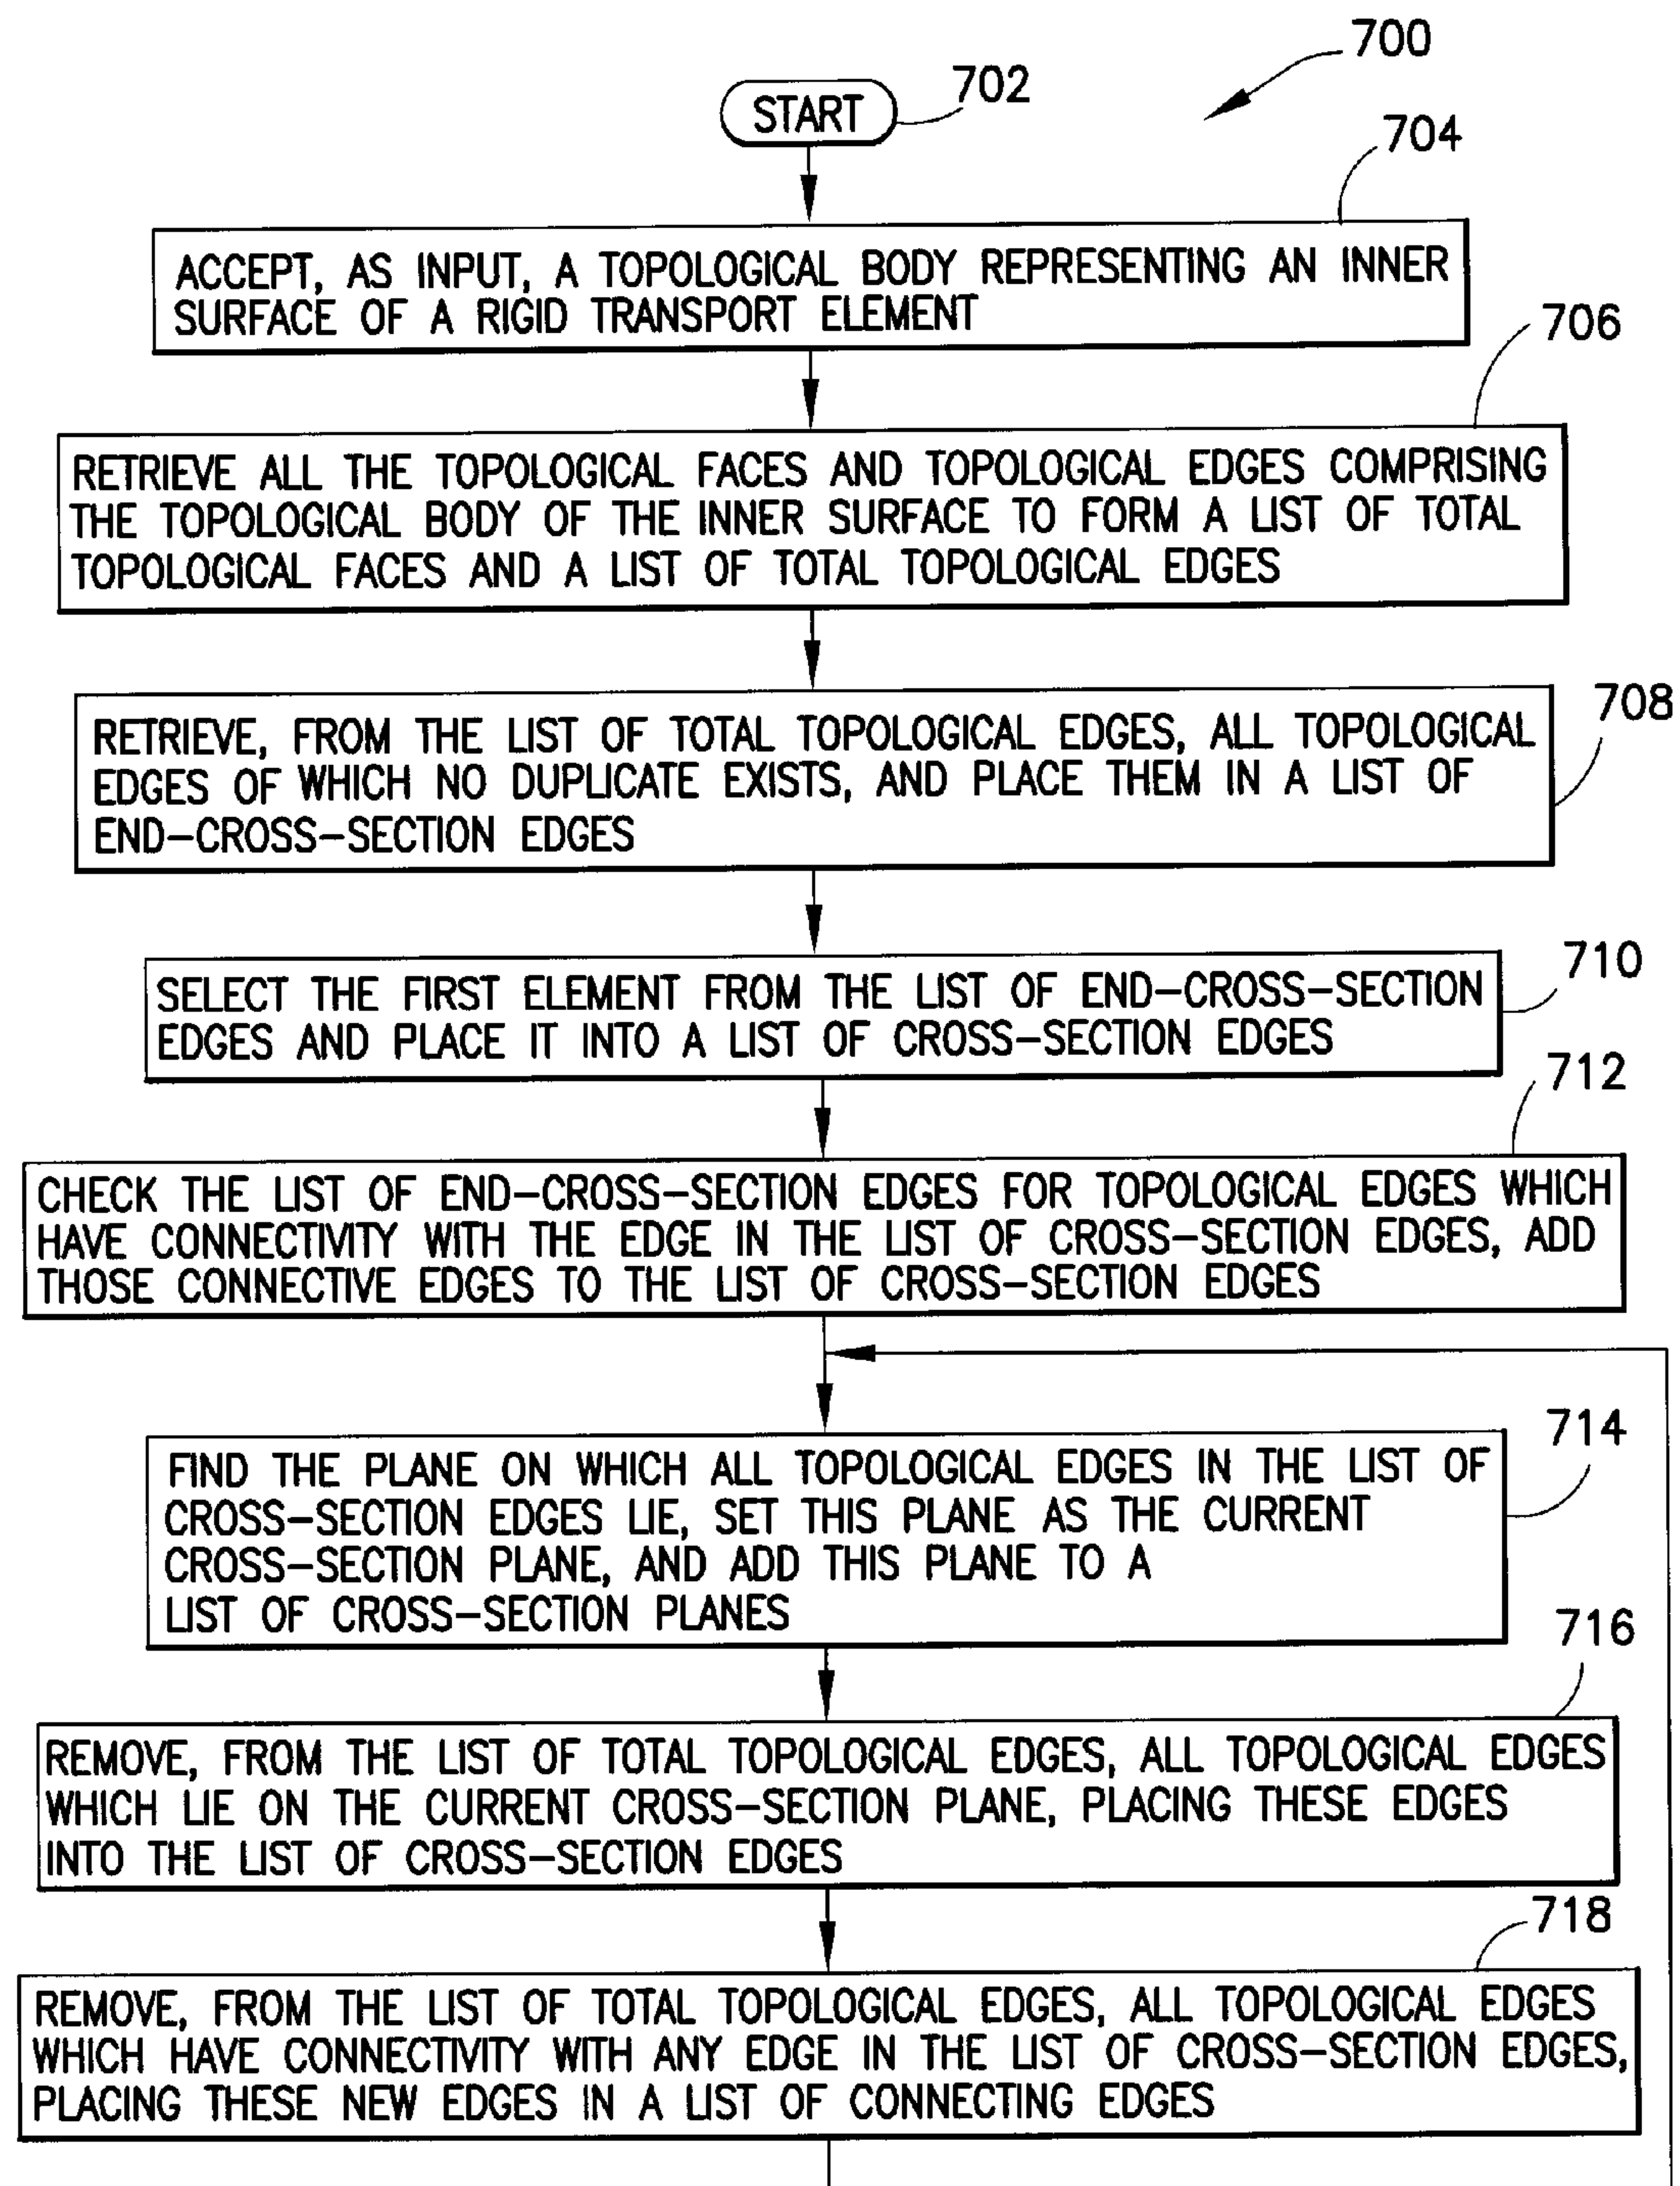 700
START
702
704
ACCEPT, AS INPUT, A TOPOLOGICAL BODY REPRESENTING AN INNER
SURFACE OF A RIGID TRANSPORT ELEMENT
706
RETRIEVE ALL THE TOPOLOGICAL FACES AND TOPOLOGICAL EDGES COMPRISING
THE TOPOLOGICAL BODY OF THE INNER SURFACE TO FORM A LIST OF TOTAL
TOPOLOGICAL FACES AND A LIST OF TOTAL TOPOLOGICAL EDGES
708
RETRIEVE, FROM THE LIST OF TOTAL TOPOLOGICAL EDGES, ALL TOPOLOGICAL
EDGES OF WHICH NO DUPLICATE EXISTS, AND PLACE THEM IN A LIST OF
END-CROSS-SECTION EDGES
710
SELECT THE FIRST ELEMENT FROM THE LIST OF END-CROSS-SECTION
EDGES AND PLACE IT INTO A LIST OF CROSS-SECTION EDGES
712
CHECK THE LIST OF END-CROSS-SECTION EDGES FOR TOPOLOGICAL EDGES WHICH
HAVE CONNECTIVITY WITH THE EDGE IN THE LIST OF CROSS-SECTION EDGES, ADD
THOSE CONNECTIVE EDGES TO THE LIST OF CROSS-SECTION EDGES
714
FIND THE PLANE ON WHICH ALL TOPOLOGICAL EDGES IN THE LIST OF
CROSS-SECTION EDGES LIE, SET THIS PLANE AS THE CURRENT
CROSS-SECTION PLANE, AND ADD THIS PLANE TO A
LIST OF CROSS-SECTION PLANES
716
REMOVE, FROM THE LIST OF TOTAL TOPOLOGICAL EDGES, ALL TOPOLOGICAL EDGES
WHICH LIE ON THE CURRENT CROSS-SECTION PLANE, PLACING THESE EDGES
INTO THE LIST OF CROSS-SECTION EDGES
718
REMOVE, FROM THE LIST OF TOTAL TOPOLOGICAL EDGES, ALL TOPOLOGICAL EDGES
WHICH HAVE CONNECTIVITY WITH ANY EDGE IN THE LIST OF CROSS-SECTION EDGES,
PLACING THESE NEW EDGES IN A LIST OF CONNECTING EDGES